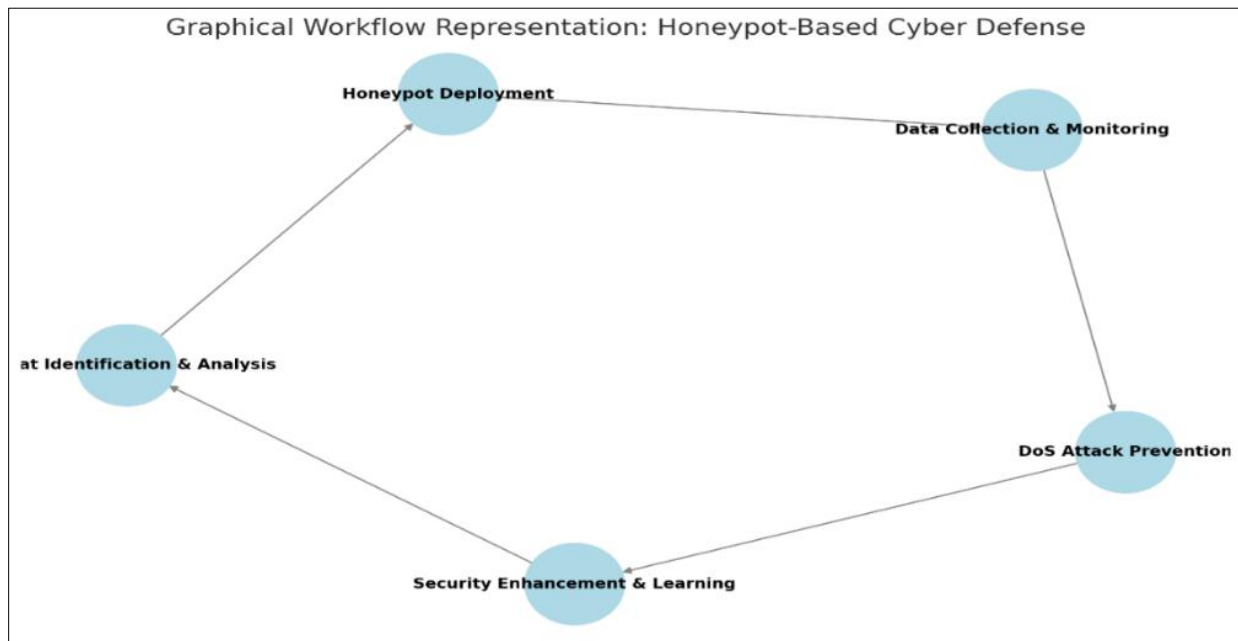 Graphical Workflow Representation: Honeypot-Based Cyber Defense
Honeypot Deployment
Data Collection & Monitoring
at Identification & Analysis
DoS Attack Prevention
Security Enhancement & Learning